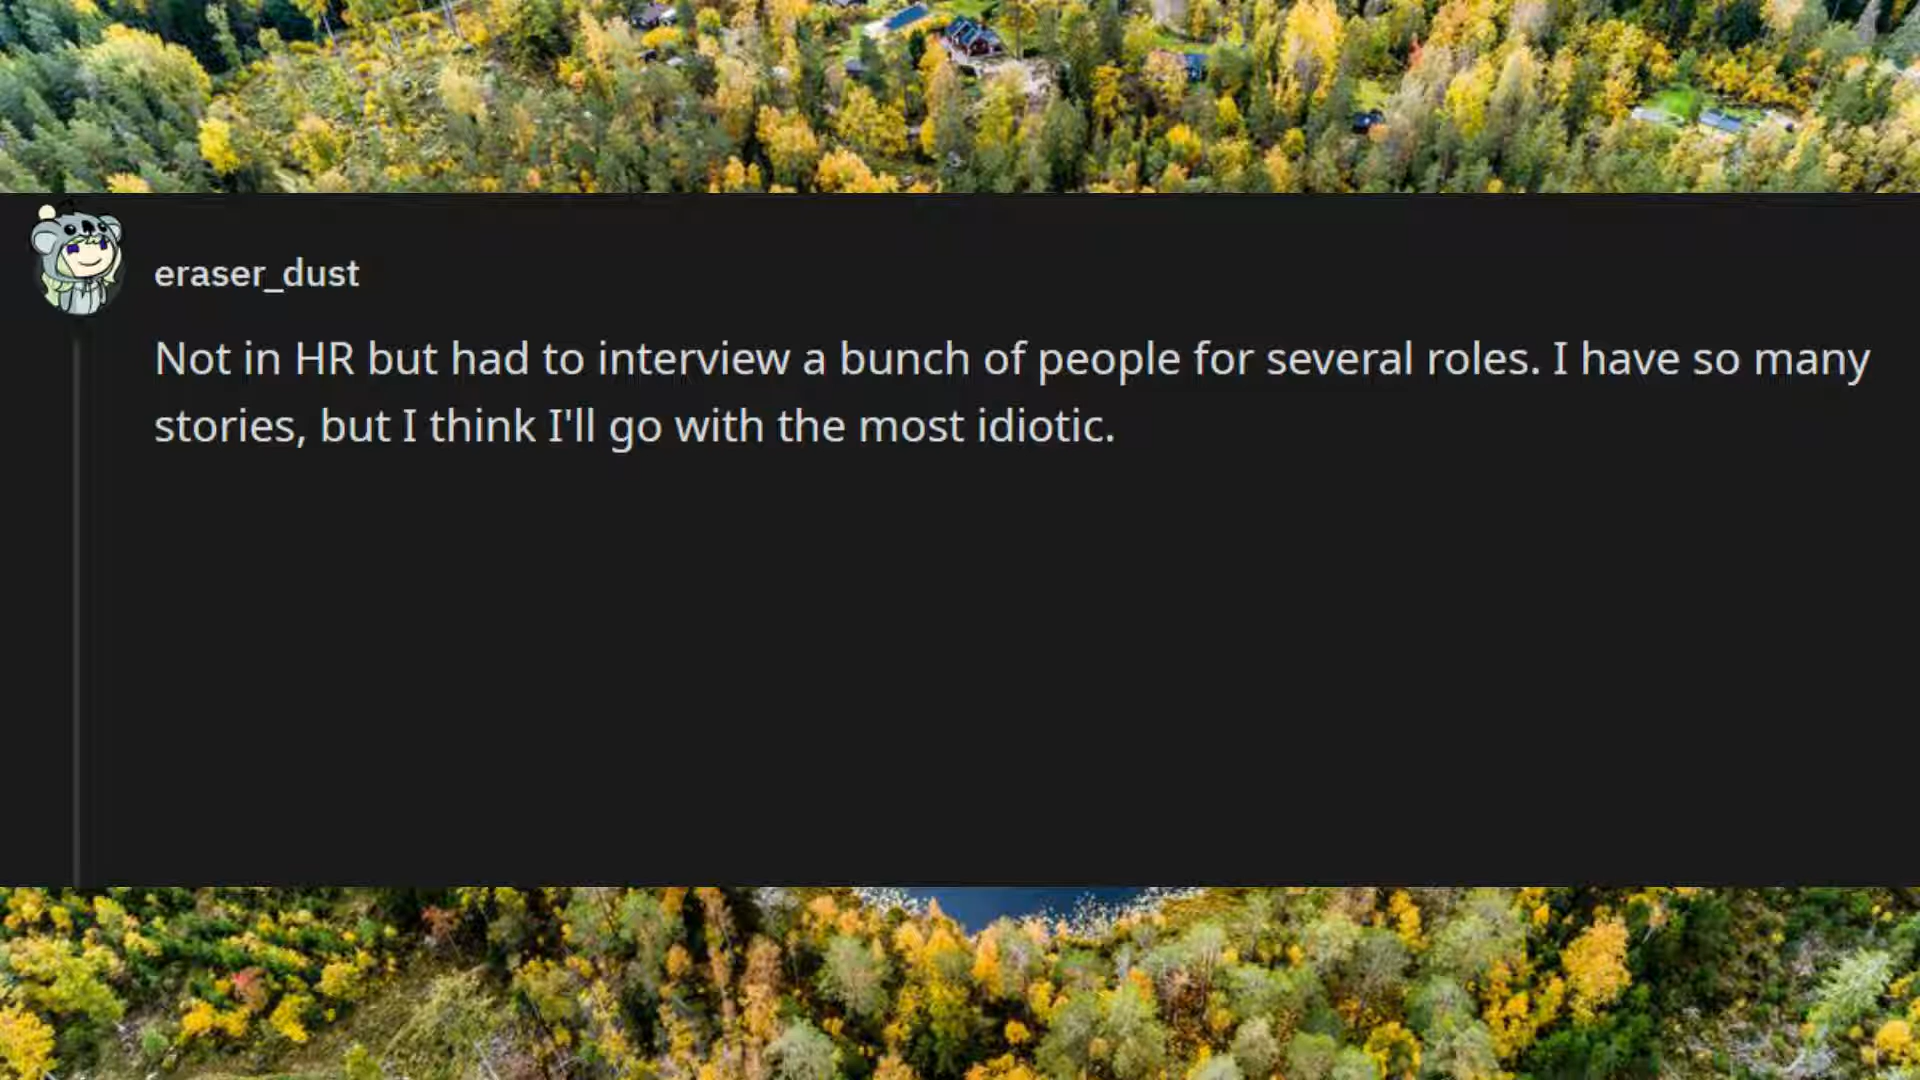 eraser_dust
Not in HR but had to interview a bunch of people for several roles. I have so many
stories, but I think I'll go with the most idiotic.